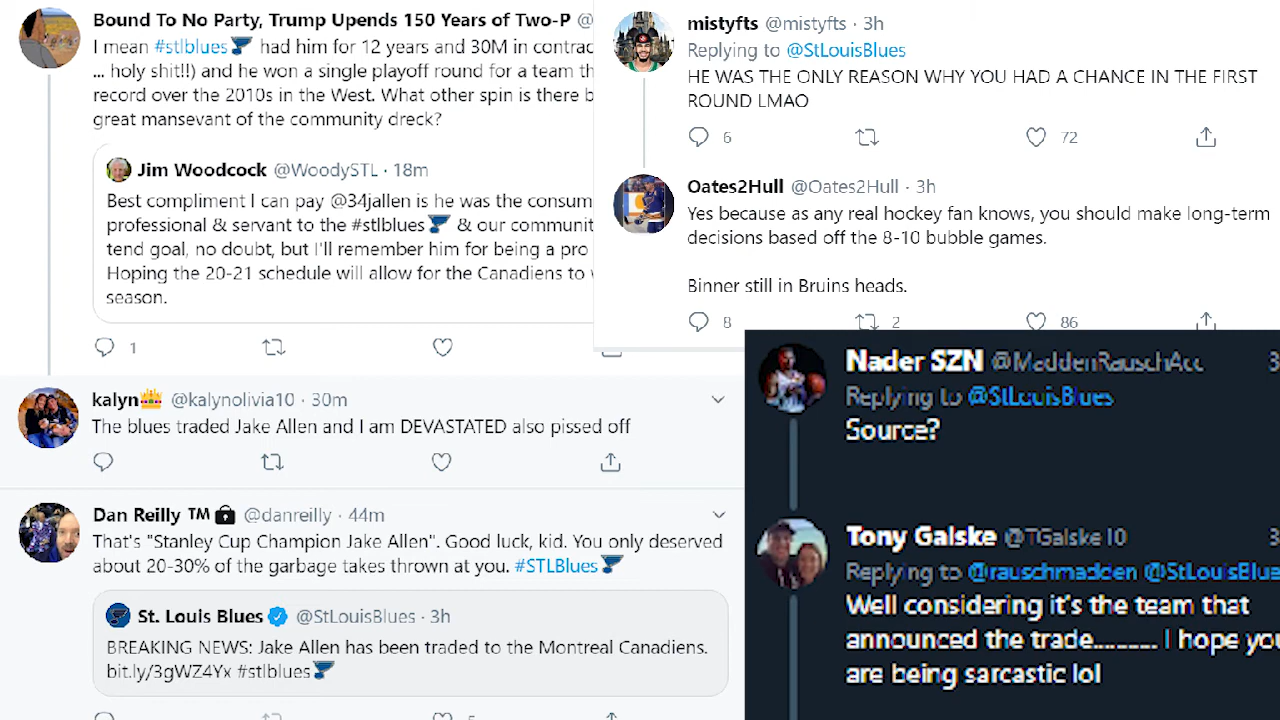 Bound To No Party, Trump Upends 150 Years of Two-P @
I mean #stlblues had him for 12 years and 30M in contrac
... holy shit!!) and he won a single playoff round for a team th
record over the 2010s in the West. What other spin is there b
great mansevant of the community dreck?
Jim Woodcock @WoodySTL · 18m
Best compliment I can pay @34jallen is he was the consum
professional & servant to the #stlblues & our communit
tend goal, no doubt, but I'll remember him for being a pro
Hoping the 20-21 schedule will allow for the Canadiens to
season.
1
kalyn @kalynolivia10 · 30m
The blues traded Jake Allen and I am DEVASTATED also pissed off
Dan Reilly TM @danreilly · 44m
That's "Stanley Cup Champion Jake Allen". Good luck, kid. You only deserved
about 20-30% of the garbage takes thrown at you. #STLBlues
St. Louis Blues @StLouisBlues · 3h
BREAKING NEWS: Jake Allen has been traded to the Montreal Canadiens.
bit.ly/3gWZ4Yx #stlblues
5
mistyfts @mistyfts · 3h
Replying to @StLouisBlues
HE WAS THE ONLY REASON WHY YOU HAD A CHANCE IN THE FIRST
ROUND LMAO
6 72
Oates2Hull @Oates2Hull · 3h
Yes because as any real hockey fan knows, you should make long-term
decisions based off the 8-10 bubble games.
Binner still in Bruins heads.
8 2 86
Nader SZN @MaddenRauschAcc 3
Replying to @StLouisBlues
Source?
Tony Galske @TGalske10 3
Replying to @rauschmadden @StLouisBlue
Well considering it's the team that
announced the trade............ I hope you
are being sarcastic lol